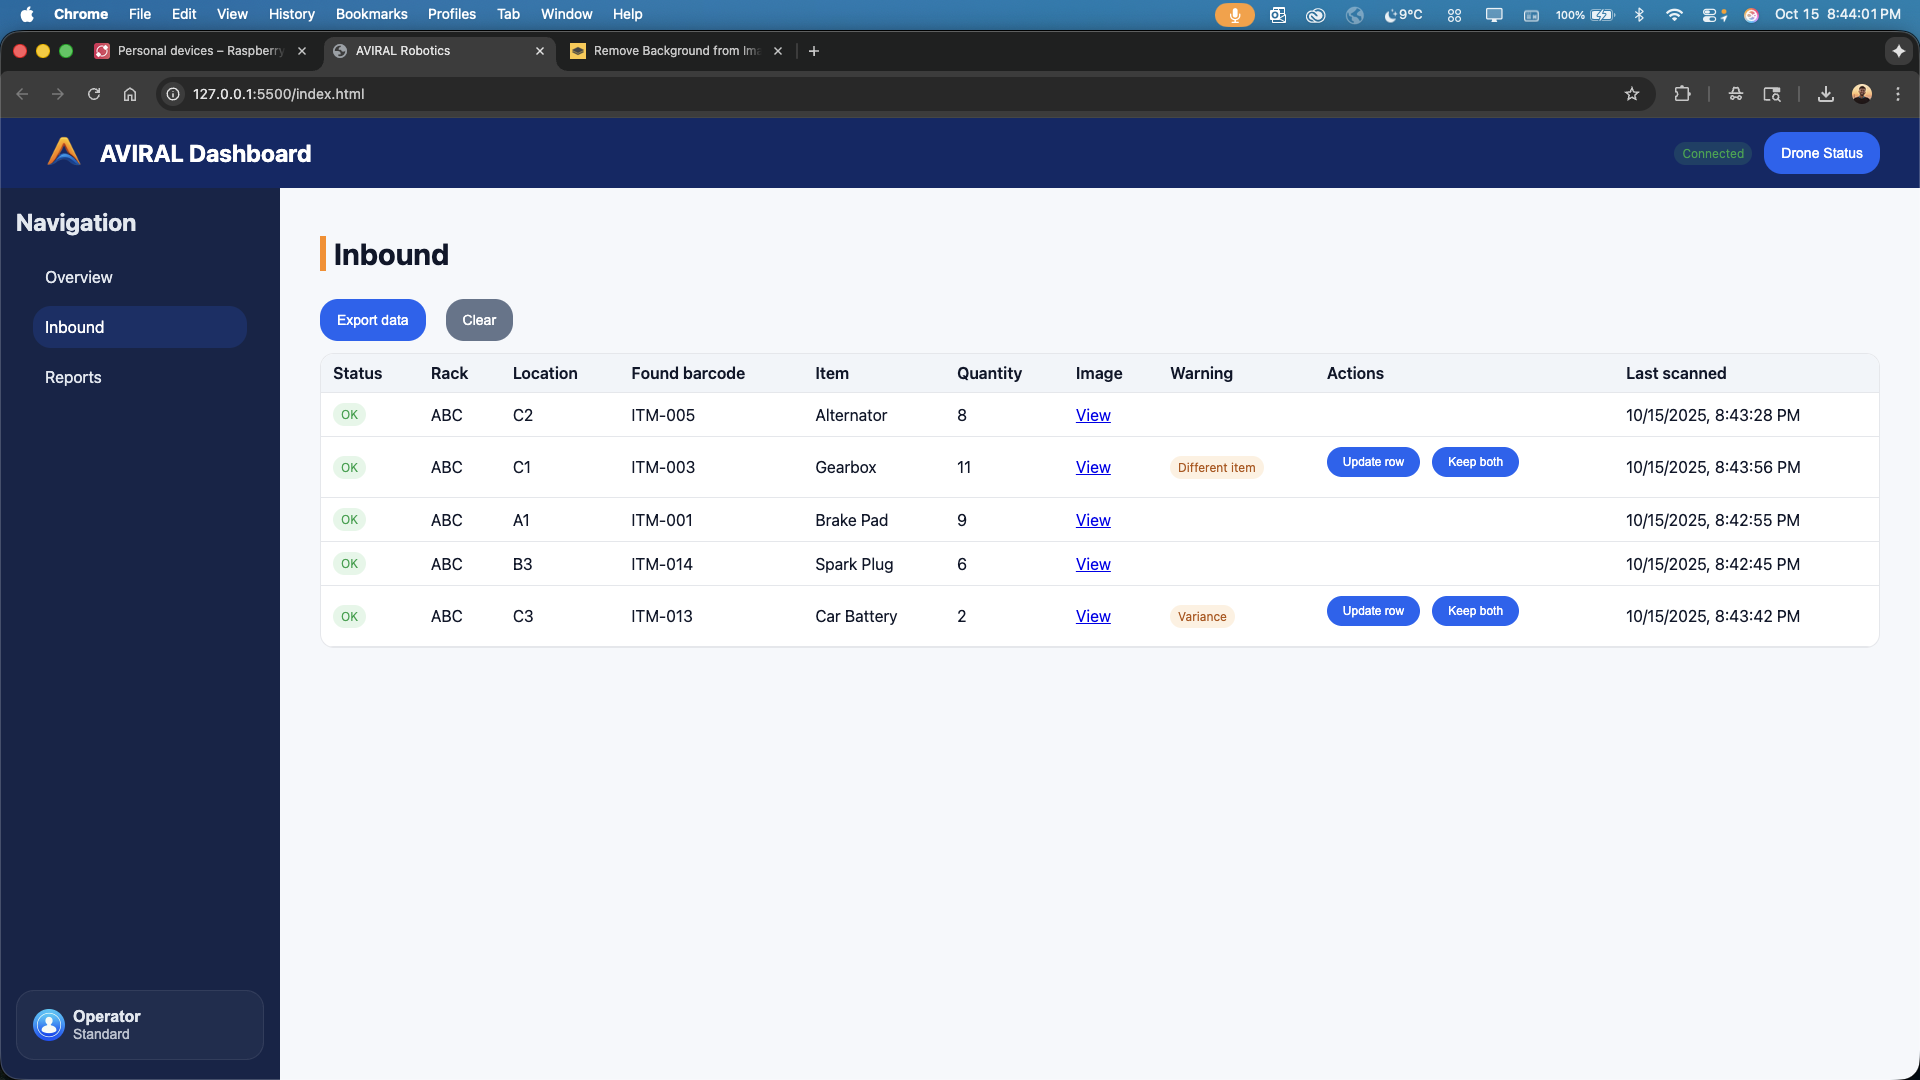 Chrome File Edit View History Bookmarks Profiles Tab Window Help 9°C 100% Oct 15 8:44:01 PM
Personal devices – Raspberry AVIRAL Robotics Remove Background from Ima
127.0.0.1:5500/index.html
AVIRAL Dashboard Connected Drone Status
Navigation
Overview
Inbound
Reports
Operator
Standard
Inbound
Export data Clear
Status Rack Location Found barcode Item Quantity Image Warning Actions Last scanned
OK ABC C2 ITM-005 Alternator 8 View 10/15/2025, 8:43:28 PM
OK ABC C1 ITM-003 Gearbox 11 View Different item Update row Keep both 10/15/2025, 8:43:56 PM
OK ABC A1 ITM-001 Brake Pad 9 View 10/15/2025, 8:42:55 PM
OK ABC B3 ITM-014 Spark Plug 6 View 10/15/2025, 8:42:45 PM
OK ABC C3 ITM-013 Car Battery 2 View Variance Update row Keep both 10/15/2025, 8:43:42 PM